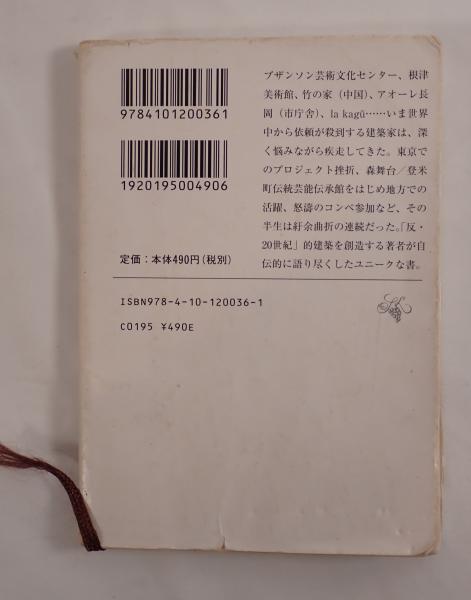 ブザンソン芸術文化センター、根津
美術館、竹の家（中国）、アオーレ長
岡（市庁舎）、la kagū……いま世界
中から依頼が殺到する建築家は、深
く悩みながら疾走してきた。東京で
のプロジェクト挫折、森舞台／登米
町伝統芸能伝承館をはじめ地方での
活躍、怒濤のコンペ参加など、その
半生は紆余曲折の連続だった。「反・
20世紀」的建築を創造する著者が自
伝的に語り尽くしたユニークな書。
9784101200361
1920195004906
定価：本体490円（税別）
ISBN978-4-10-120036-1
C0195 ¥490E